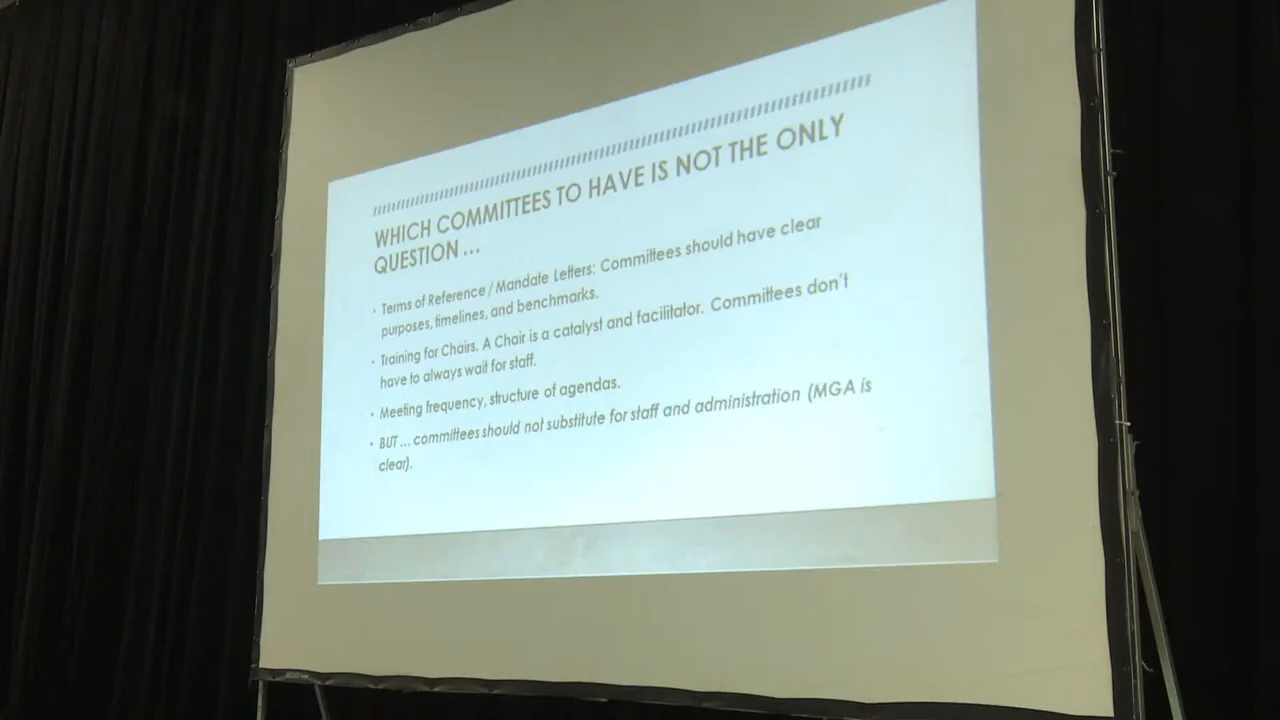 WHICH COMMITTEES TO HAVE IS NOT THE ONLY
QUESTION ...
• Terms of Reference / Mandate Letters: Committees should have clear
purposes, timelines, and benchmarks.
• Training for Chairs. A Chair is a catalyst and facilitator. Committees don't
have to always wait for staff.
• Meeting frequency, structure of agendas.
• BUT ... committees should not substitute for staff and administration (MGA is
clear).